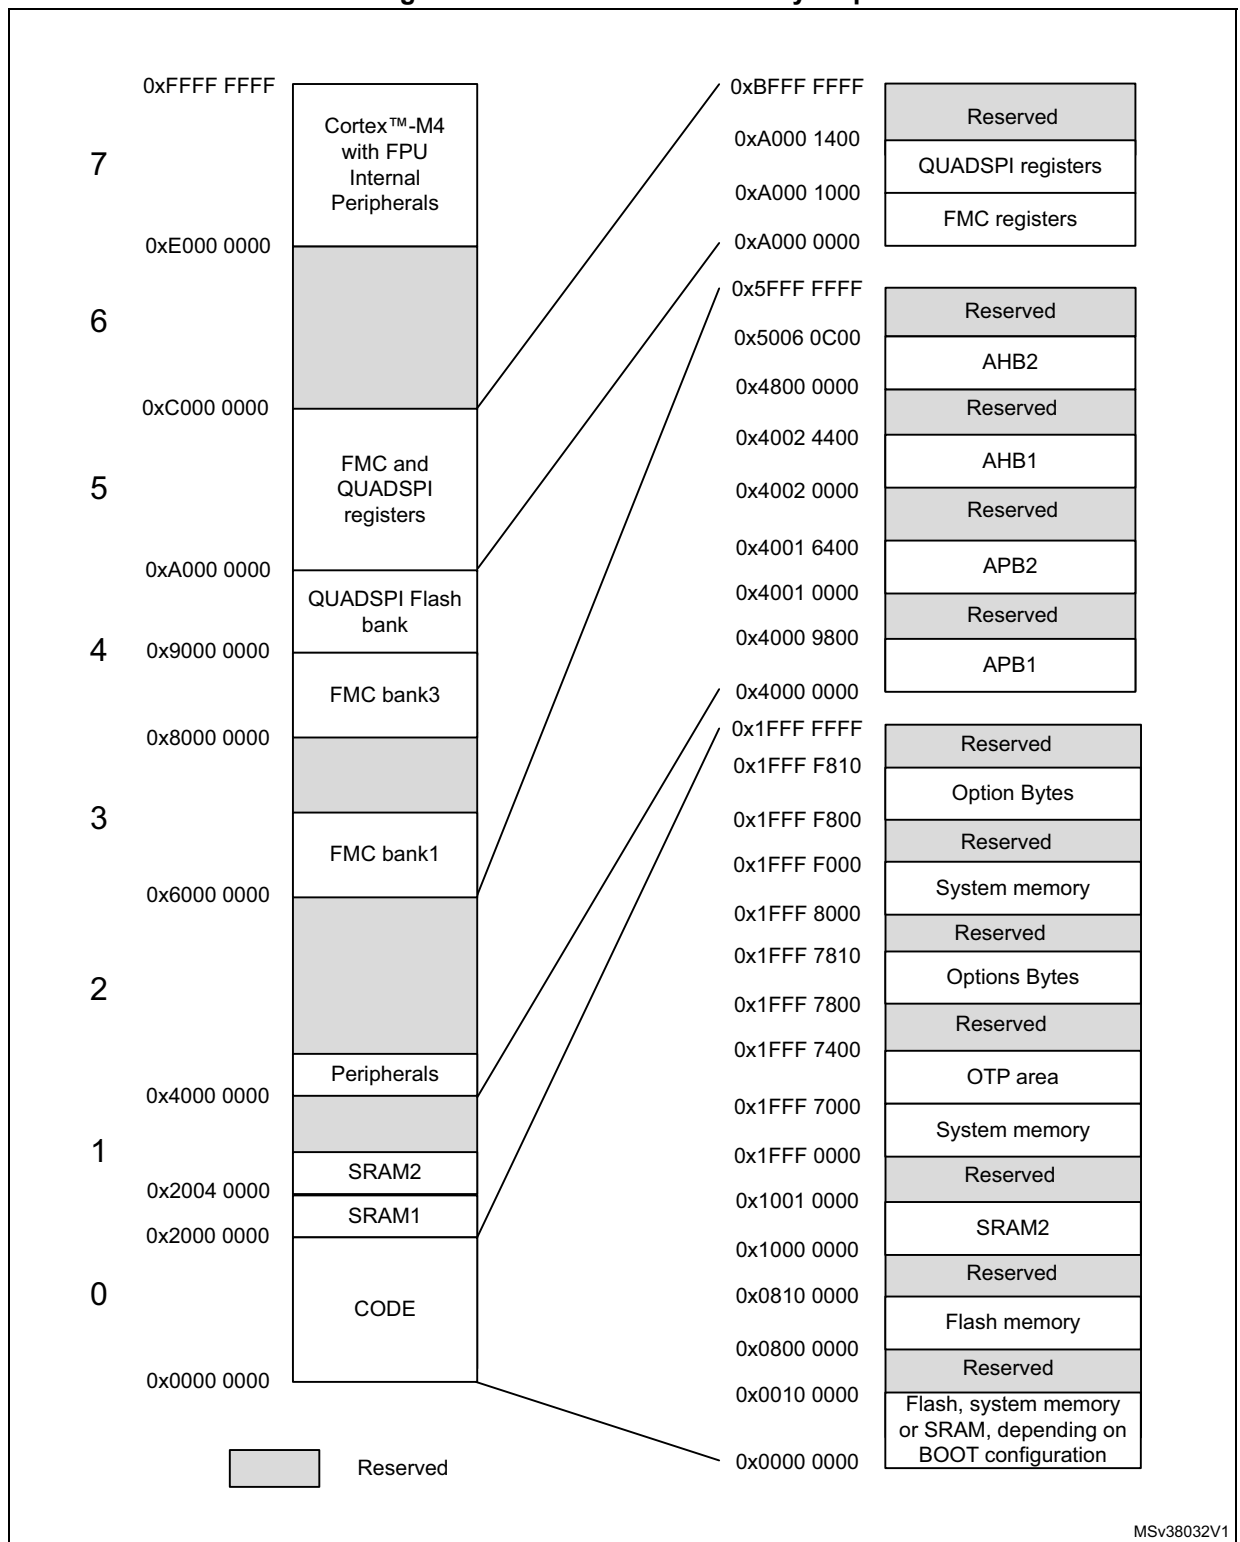 0xFFFF FFFF
Cortex™-M4
with FPU
Internal
Peripherals
7
0xE000 0000
6
0xC000 0000
FMC and
QUADSPI
registers
5
0xA000 0000
QUADSPI Flash
bank
4
0x9000 0000
FMC bank3
0x8000 0000
3
FMC bank1
0x6000 0000
2
Peripherals
0x4000 0000
1
SRAM2
0x2004 0000
SRAM1
0x2000 0000
0
CODE
0x0000 0000
Reserved
0xBFFF FFFF
Reserved
0xA000 1400
QUADSPI registers
0xA000 1000
FMC registers
0xA000 0000
0x5FFF FFFF
Reserved
0x5006 0C00
AHB2
0x4800 0000
Reserved
0x4002 4400
AHB1
0x4002 0000
Reserved
0x4001 6400
APB2
0x4001 0000
Reserved
0x4000 9800
APB1
0x4000 0000
0x1FFF FFFF
Reserved
0x1FFF F810
Option Bytes
0x1FFF F800
Reserved
0x1FFF F000
System memory
0x1FFF 8000
Reserved
0x1FFF 7810
Options Bytes
0x1FFF 7800
Reserved
0x1FFF 7400
OTP area
0x1FFF 7000
System memory
0x1FFF 0000
Reserved
0x1001 0000
SRAM2
0x1000 0000
Reserved
0x0810 0000
Flash memory
0x0800 0000
Reserved
0x0010 0000
Flash, system memory
or SRAM, depending on
BOOT configuration
0x0000 0000
MSv38032V1